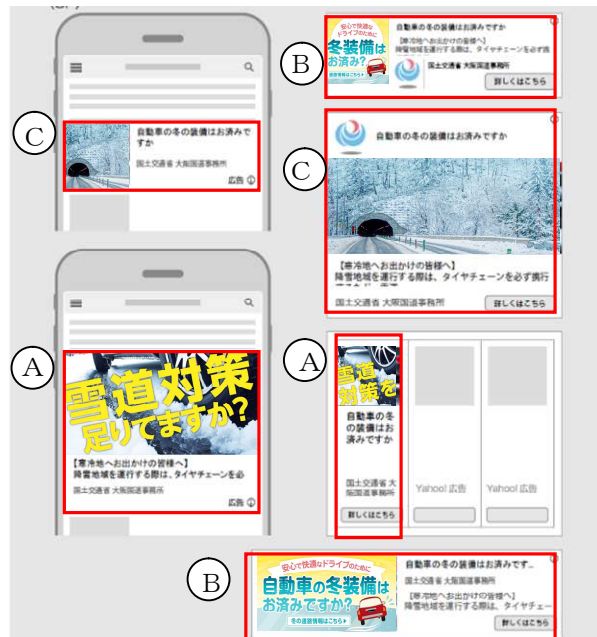 (SP)
C
自動車の冬の装備はお済みで
すか
国土交通省 大阪国道事務所
広告
A
雪道対策
足りてますか?
【寒冷地へお出かけの皆様へ】
降雪地域を運行する際は、タイヤチェーンを必
国土交通省 大阪国道事務所
広告
B
安心で快適な
ドライブのために
冬装備は
お済み?
自動車の冬の装備はお済みですか
【寒冷地へお出かけの皆様へ】
降雪地域を運行する際は、タイヤチェーンを必ず携
国土交通省 大阪国道事務所
詳しくはこちら
C
自動車の冬の装備はお済みですか
【寒冷地へお出かけの皆様へ】
降雪地域を運行する際は、タイヤチェーンを必ず携行
国土交通省 大阪国道事務所
詳しくはこちら
A
雪道
対策を
自動車の冬
の装備はお
済みですか
国土交通省 大
阪国道事務所
詳しくはこちら
Yahoo! 広告
Yahoo! 広告
B
安心で快適なドライブのために
自動車の冬装備は
お済みですか?
冬の道路情報はこちら
自動車の冬の装備はお済みです...
国土交通省 大阪国道事務所
【寒冷地へお出かけの皆様へ】
降雪地域を運行する際は、タイヤチェー
詳しくはこちら